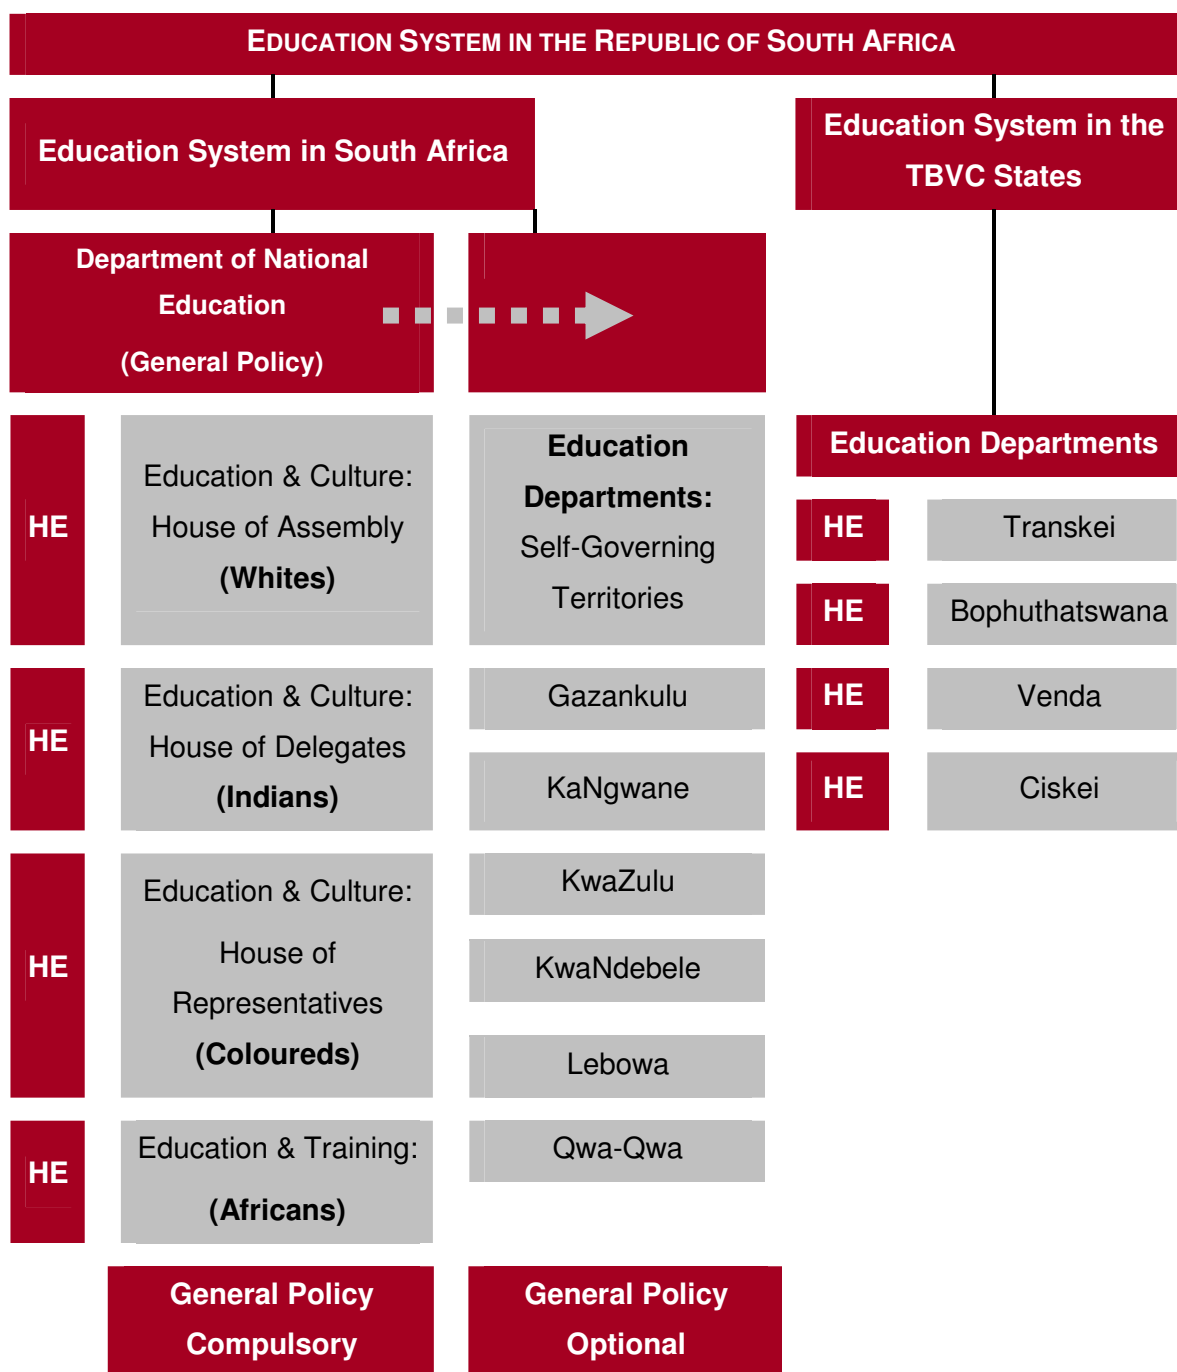 EDUCATION SYSTEM IN THE REPUBLIC OF SOUTH AFRICA
Education System in South Africa
Education System in the
TBVC States
Department of National
Education
(General Policy)
HE
Education & Culture:
House of Assembly
(Whites)
HE
Education & Culture:
House of Delegates
(Indians)
HE
Education & Culture:
House of
Representatives
(Coloureds)
HE
Education & Training:
(Africans)
General Policy
Compulsory
Education
Departments:
Self-Governing
Territories
Gazankulu
KaNgwane
KwaZulu
KwaNdebele
Lebowa
Qwa-Qwa
General Policy
Optional
Education Departments
HE
Transkei
HE
Bophuthatswana
HE
Venda
HE
Ciskei